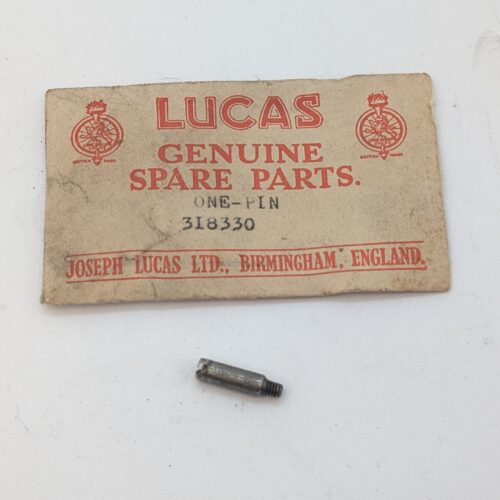 LUCAS
GENUINE
SPARE PARTS.
ONE-PIN
318330
JOSEPH LUCAS LTD., BIRMINGHAM, ENGLAND.